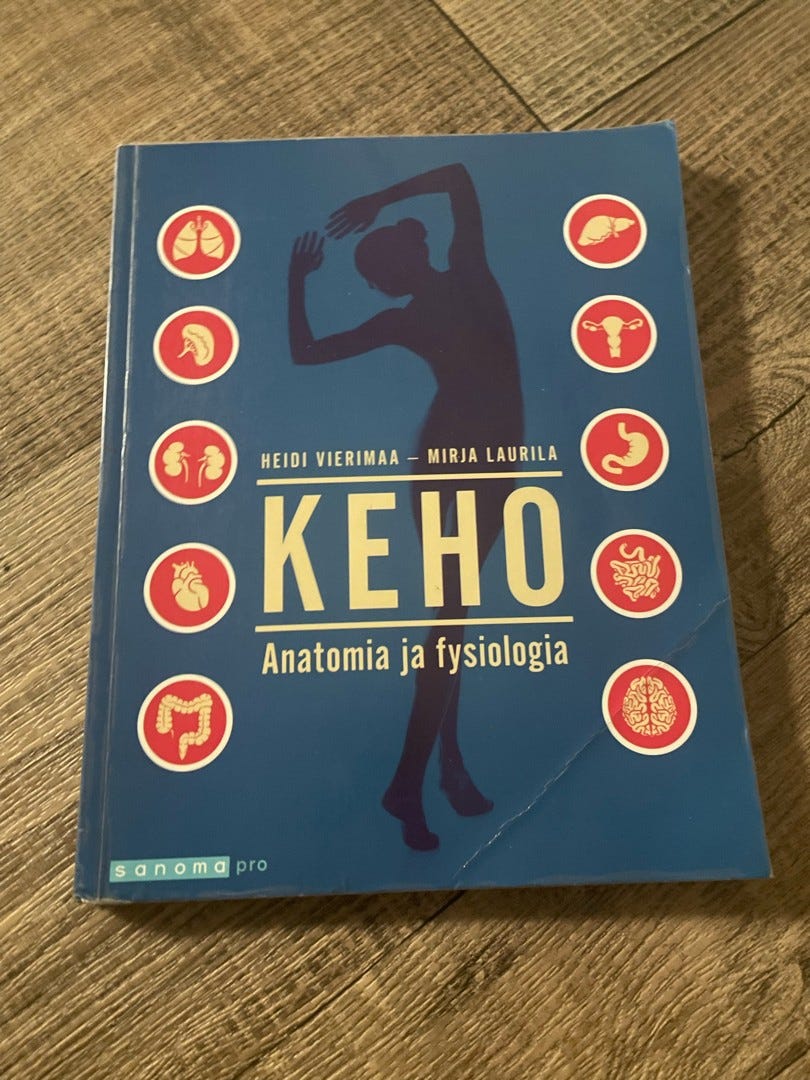 HEIDI VIERIMAA – MIRJA LAURILA
KEHO
Anatomia ja fysiologia
sanoma pro